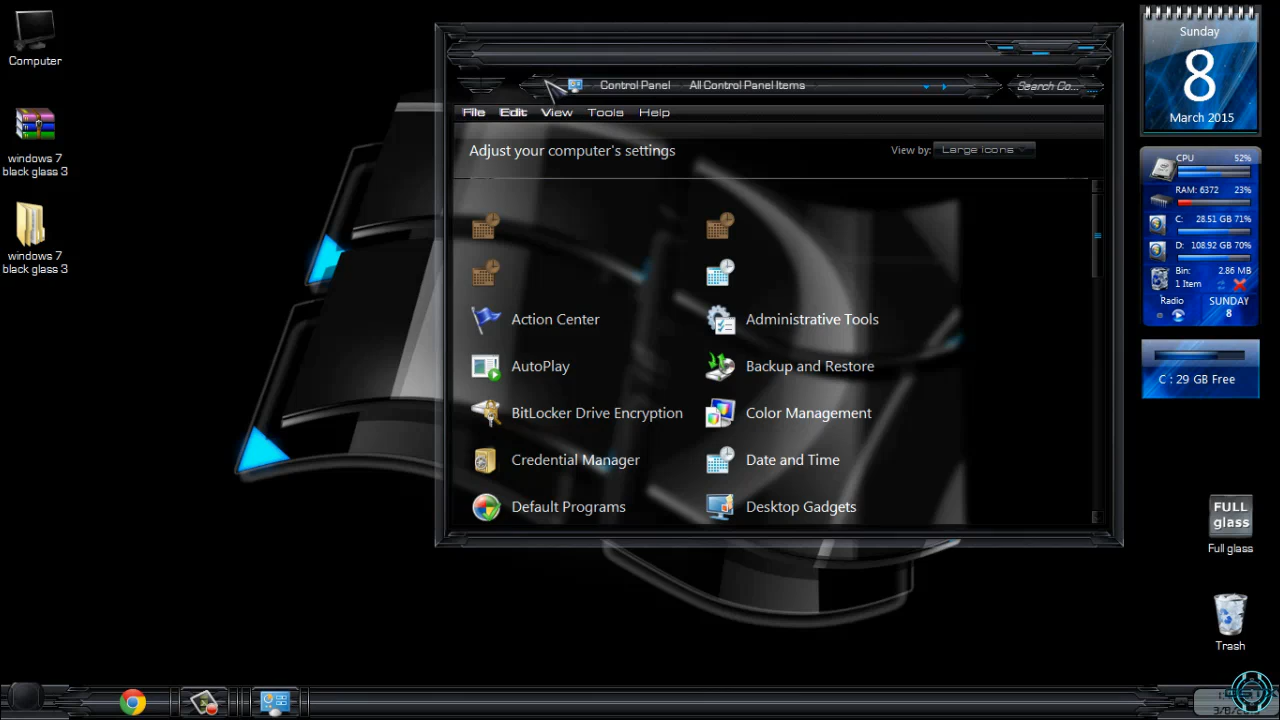 Computer
windows 7
black glass 3
windows 7
black glass 3
Control Panel
All Control Panel Items
Search Co...
File
Edit
View
Tools
Help
Adjust your computer's settings
View by:
Large icons
Action Center
Administrative Tools
AutoPlay
Backup and Restore
BitLocker Drive Encryption
Color Management
Credential Manager
Date and Time
Default Programs
Desktop Gadgets
Sunday
8
March 2015
CPU 52%
RAM: 6372 23%
C: 28.51 GB 71%
D: 108.92 GB 70%
Bin: 2.86 MB
1 Item
Radio
SUNDAY
8
C : 29 GB Free
FULL
glass
Full glass
Trash